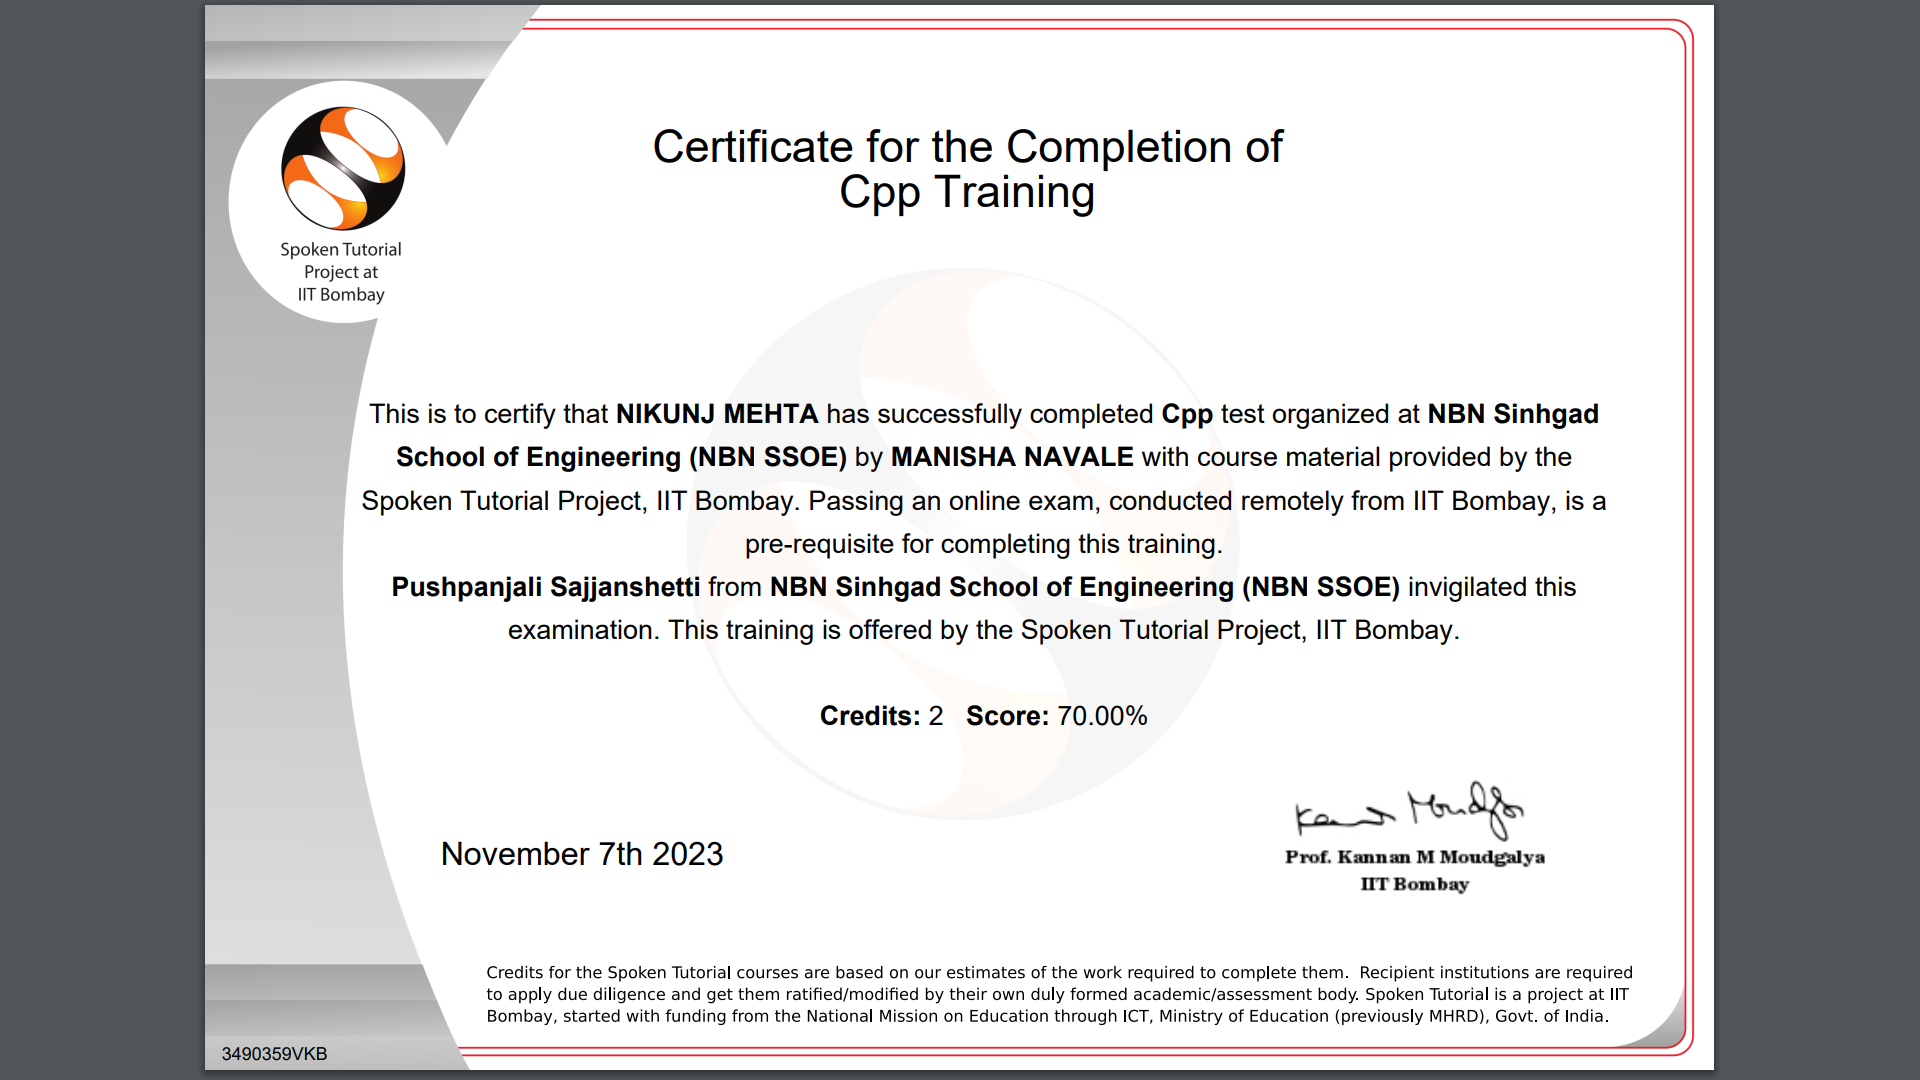 Spoken Tutorial
Project at
IIT Bombay
Certificate for the Completion of
Cpp Training
This is to certify that NIKUNJ MEHTA has successfully completed Cpp test organized at NBN Sinhgad
School of Engineering (NBN SSOE) by MANISHA NAVALE with course material provided by the
Spoken Tutorial Project, IIT Bombay. Passing an online exam, conducted remotely from IIT Bombay, is a
pre-requisite for completing this training.
Pushpanjali Sajjanshetti from NBN Sinhgad School of Engineering (NBN SSOE) invigilated this
examination. This training is offered by the Spoken Tutorial Project, IIT Bombay.
Credits: 2 Score: 70.00%
November 7th 2023
Kannan Moudgalya
Prof. Kannan M Moudgalya
IIT Bombay
Credits for the Spoken Tutorial courses are based on our estimates of the work required to complete them. Recipient institutions are required
to apply due diligence and get them ratified/modified by their own duly formed academic/assessment body. Spoken Tutorial is a project at IIT
Bombay, started with funding from the National Mission on Education through ICT, Ministry of Education (previously MHRD), Govt. of India.
3490359VKB